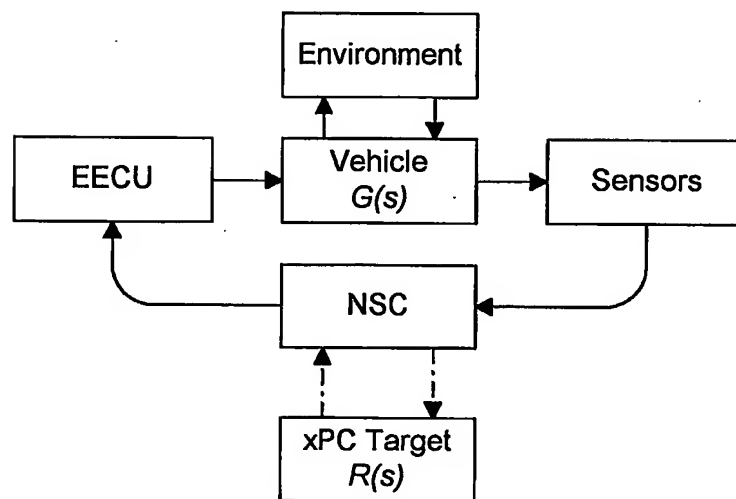 Environment
EECU
Vehicle
G(s)
Sensors
NSC
xPC Target
R(s)